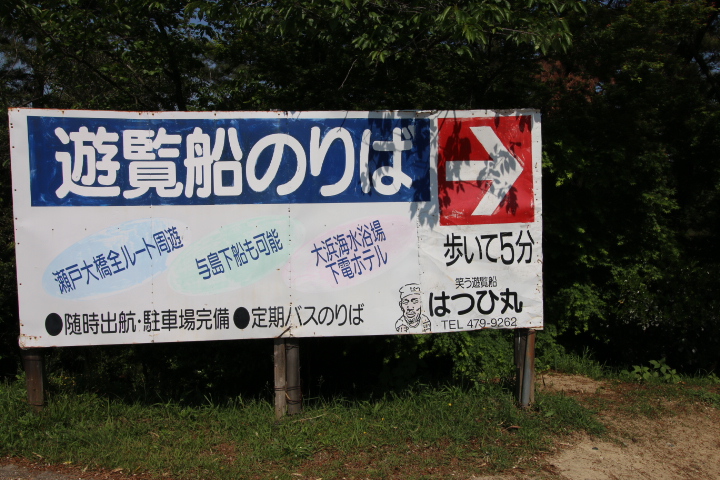 遊覧船のりば
歩いて5分
瀬戸大橋全ルート周遊
与島下船も可能
大浜海水浴場
下電ホテル
笑う遊覧船
はつひ丸
TEL 479-9262
●随時出航・駐車場完備●定期バスのりば